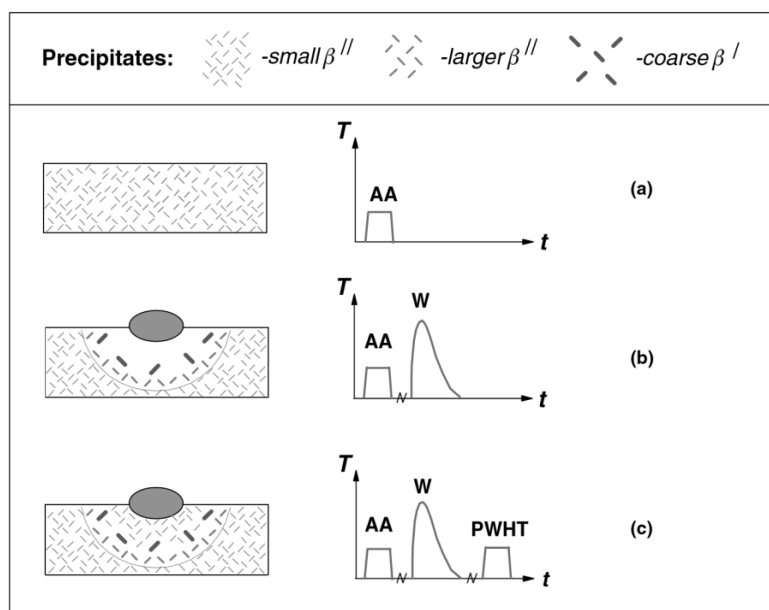 Precipitates: -small β// -larger β// -coarse β/
T
AA
t
(a)
T
W
AA
t
(b)
T
W
AA
PWHT
t
(c)